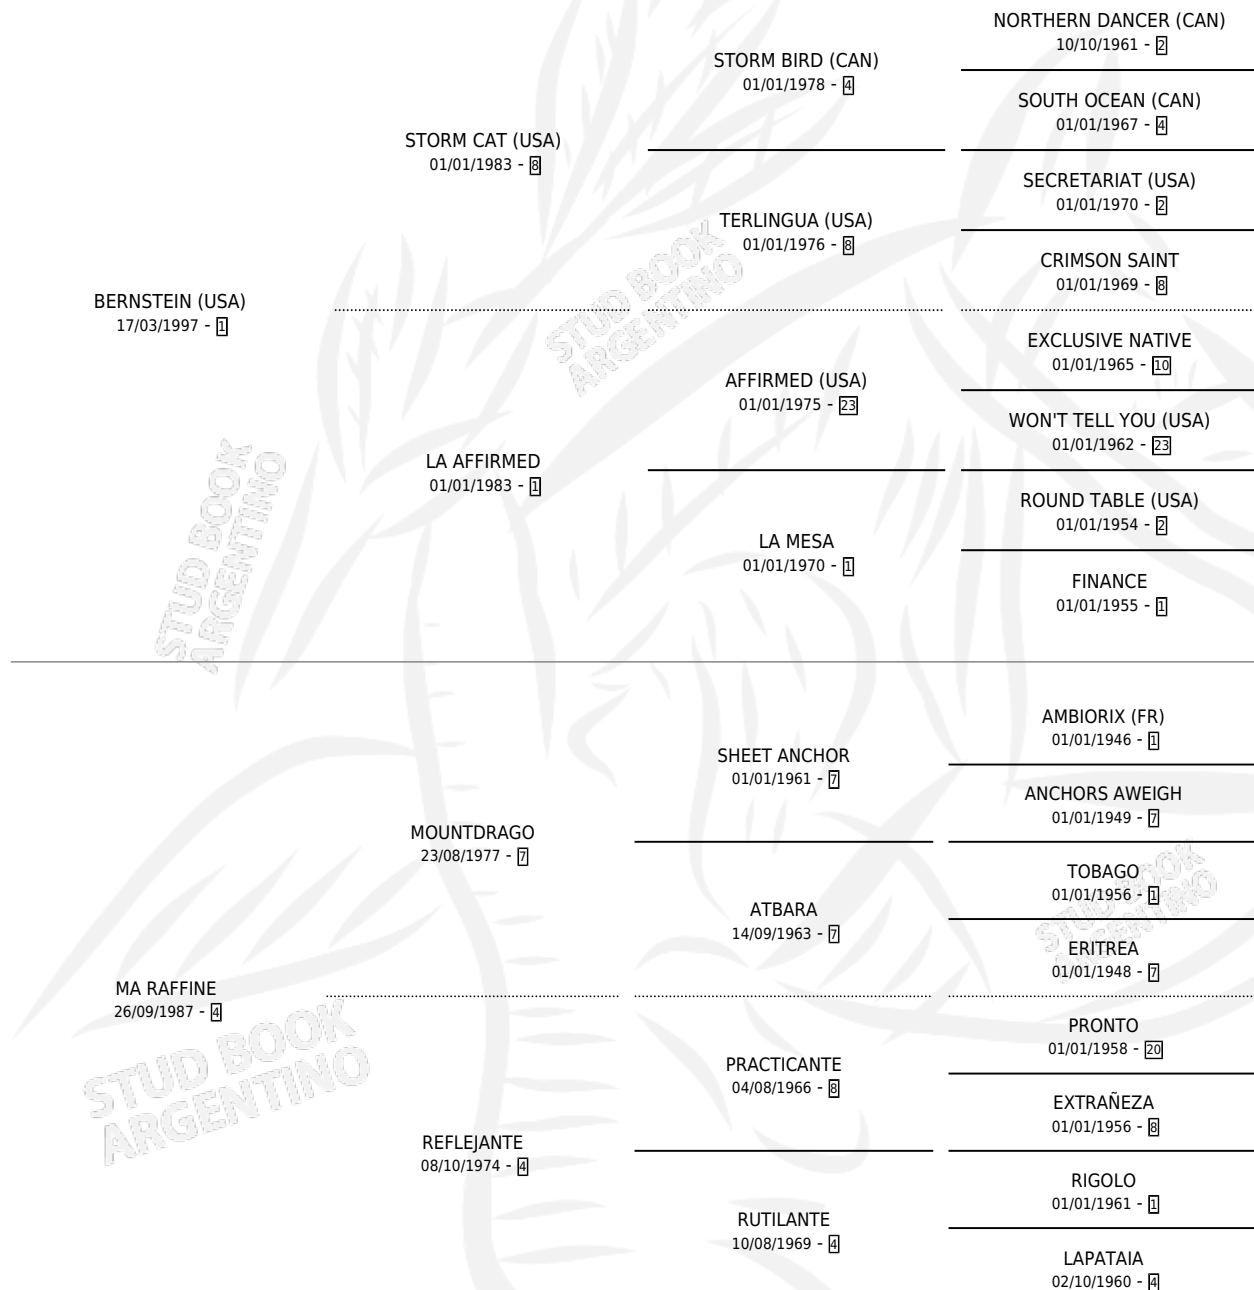 NORTHERN DANCER (CAN)
10/10/1961 - 2
STORM BIRD (CAN)
01/01/1978 - 4
SOUTH OCEAN (CAN)
01/01/1967 - 4
STORM CAT (USA)
01/01/1983 - 8
SECRETARIAT (USA)
01/01/1970 - 2
TERLINGUA (USA)
01/01/1976 - 8
CRIMSON SAINT
01/01/1969 - 8
BERNSTEIN (USA)
17/03/1997 - 1
EXCLUSIVE NATIVE
01/01/1965 - 10
AFFIRMED (USA)
01/01/1975 - 23
WON'T TELL YOU (USA)
01/01/1962 - 23
LA AFFIRMED
01/01/1983 - 1
ROUND TABLE (USA)
01/01/1954 - 2
LA MESA
01/01/1970 - 1
FINANCE
01/01/1955 - 1
AMBIORIX (FR)
01/01/1946 - 1
SHEET ANCHOR
01/01/1961 - 7
ANCHORS AWEIGH
01/01/1949 - 7
MOUNTDRAGO
23/08/1977 - 7
TOBAGO
01/01/1956 - 1
ATBARA
14/09/1963 - 7
ERITREA
01/01/1948 - 7
MA RAFFINE
26/09/1987 - 4
PRONTO
01/01/1958 - 20
PRACTICANTE
04/08/1966 - 8
EXTRAÑEZA
01/01/1956 - 8
REFLEJANTE
08/10/1974 - 4
RIGOLO
01/01/1961 - 1
RUTILANTE
10/08/1969 - 4
LAPATAIA
02/10/1960 - 4
STUD BOOK
ARGENTINO
STUD BOOK
ARGENTINO
STUD BOOK
ARGENTINO
STUD BOOK
ARGENTINO